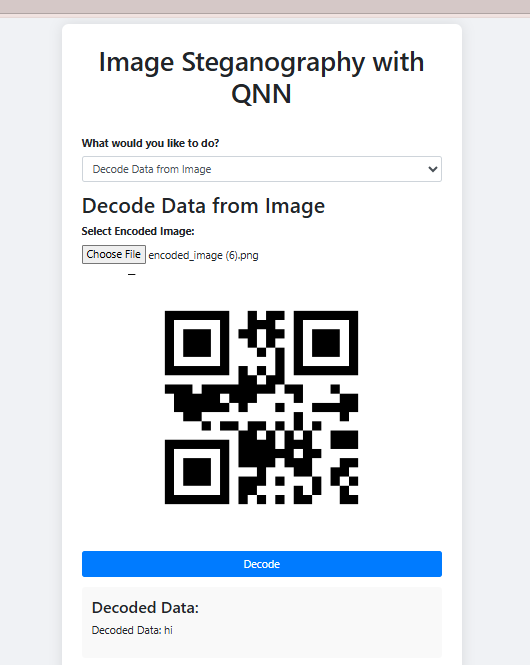 Image Steganography with
QNN
What would you like to do?
Decode Data from Image
Decode Data from Image
Select Encoded Image:
Choose File encoded_image (6).png
Decode
Decoded Data:
Decoded Data: hi